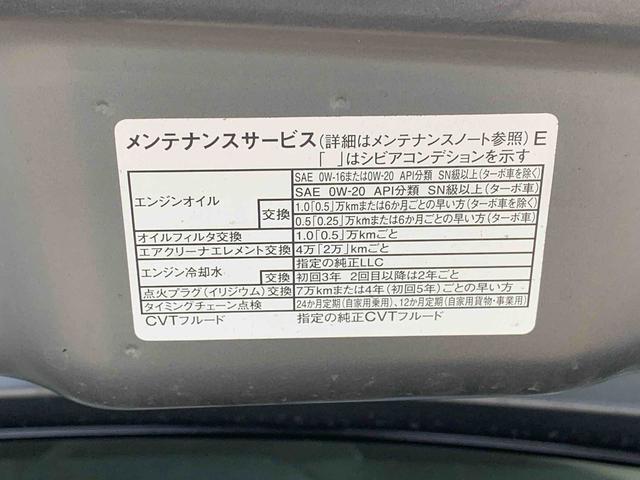 メンテナンスサービス(詳細はメンテナンスノート参照) E
「 」はシビアコンデションを示す
エンジンオイル
SAE 0W-16または0W-20 API分類 SN級以上(ターボ車を除く)
SAE 0W-20 API分類 SN級以上(ターボ車)
交換 1.0「0.5」万kmまたは6か月ごとの早い方(ターボ車を除く)
0.5「0.25」万kmまたは6か月ごとの早い方(ターボ車)
オイルフィルタ交換 1.0「0.5」万kmごと
エアクリーナエレメント交換 4万「2万」kmごと
エンジン冷却水 指定の純正LLC
交換 初回3年 2回目以降は2年ごと
点火プラグ(イリジウム)交換 7万kmまたは4年(初回5年)ごとの早い方
タイミングチェーン点検 24か月定期(自家用乗用)、12か月定期(自家用貨物・事業用)
CVTフルード 指定の純正CVTフルード